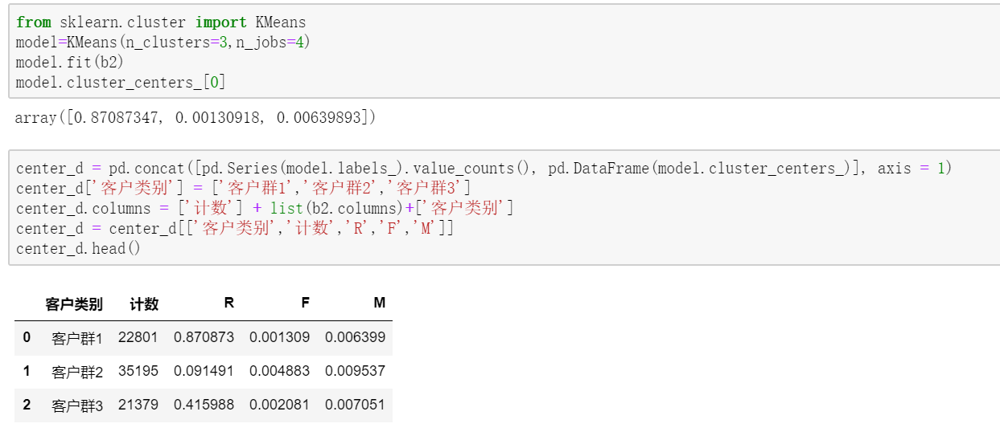 from sklearn.cluster import KMeans
model=KMeans(n_clusters=3,n_jobs=4)
model.fit(b2)
model.cluster_centers_[0]
array([0.87087347, 0.00130918, 0.00639893])
center_d = pd.concat([pd.Series(model.labels_).value_counts(), pd.DataFrame(model.cluster_centers_)], axis = 1)
center_d['客户类别'] = ['客户群1','客户群2','客户群3']
center_d.columns = ['计数'] + list(b2.columns)+['客户类别']
center_d = center_d[['客户类别','计数','R','F','M']]
center_d.head()
客户类别 计数 R F M
0 客户群1 22801 0.870873 0.001309 0.006399
1 客户群2 35195 0.091491 0.004883 0.009537
2 客户群3 21379 0.415988 0.002081 0.007051